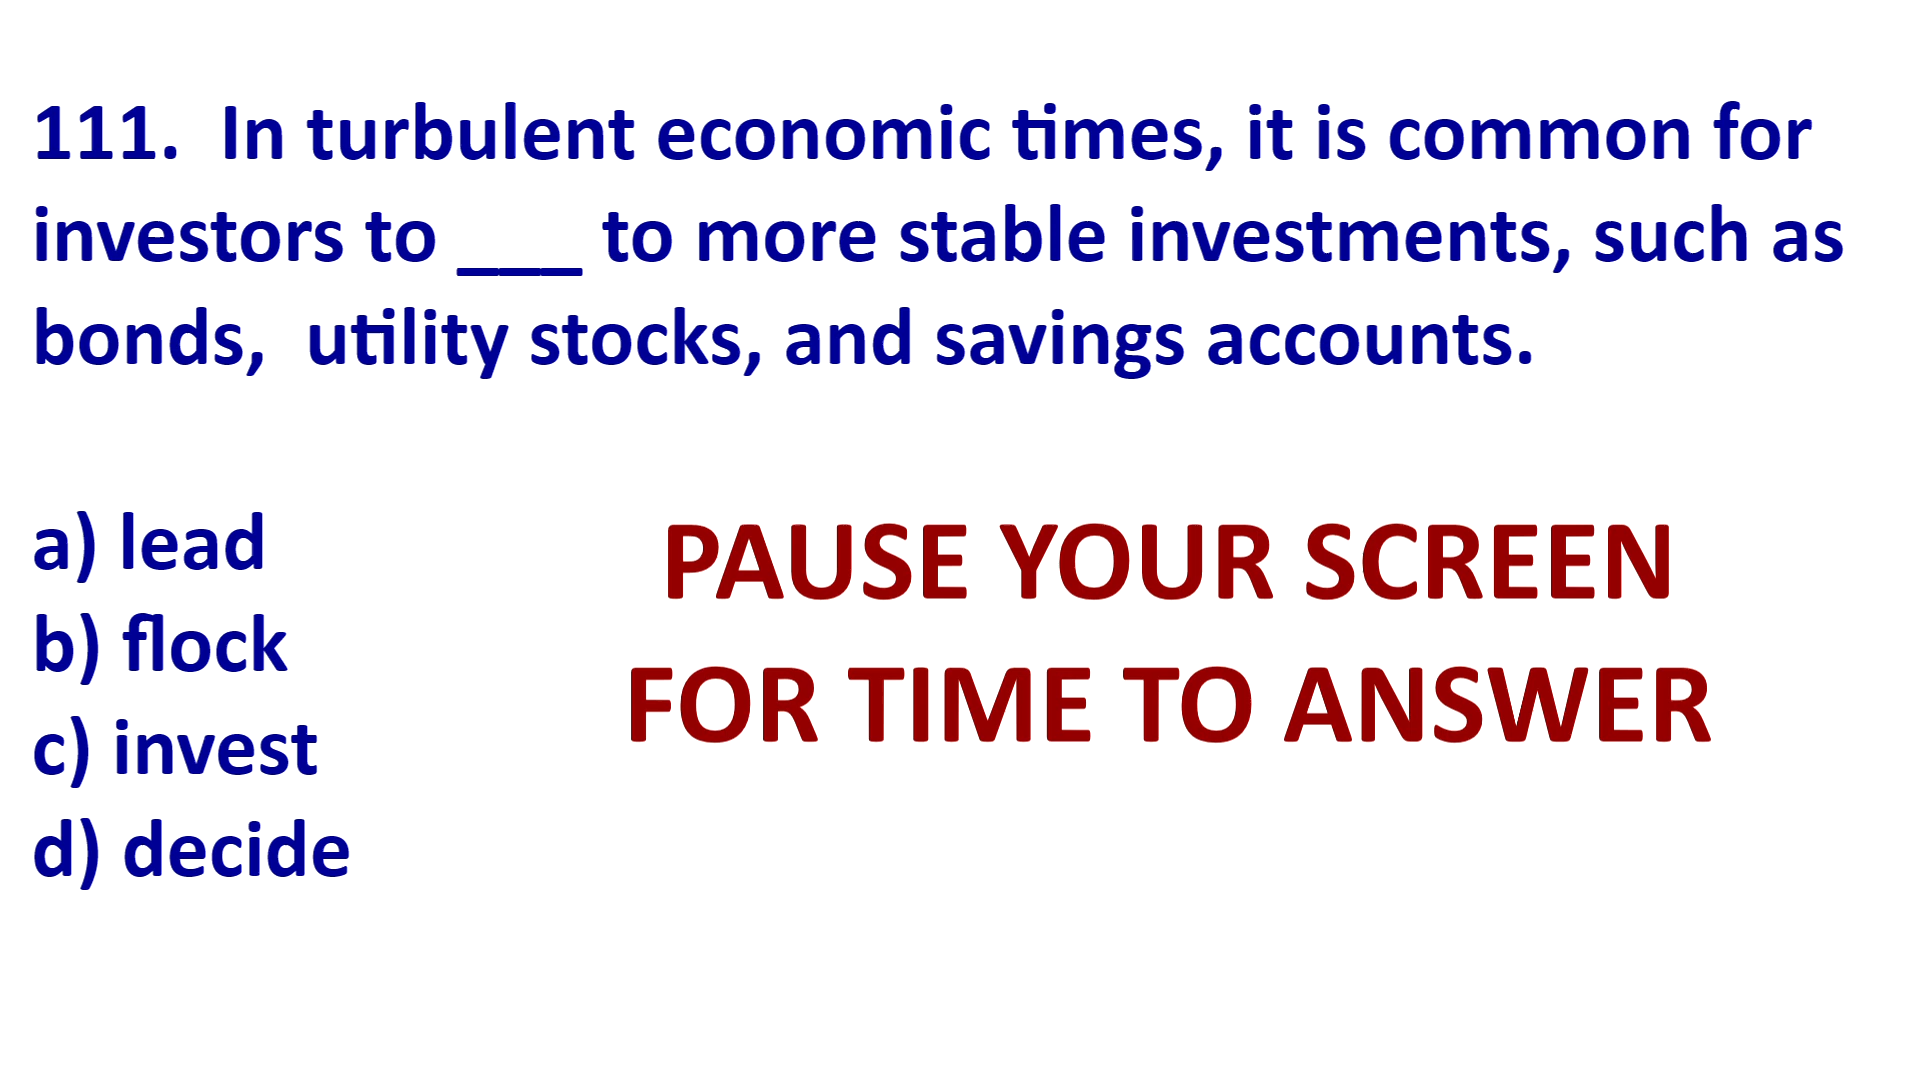 111.  In turbulent economic times, it is common for
investors to ___ to more stable investments, such as
bonds,  utility stocks, and savings accounts.
a) lead
b) flock
c) invest
d) decide
PAUSE YOUR SCREEN
FOR TIME TO ANSWER